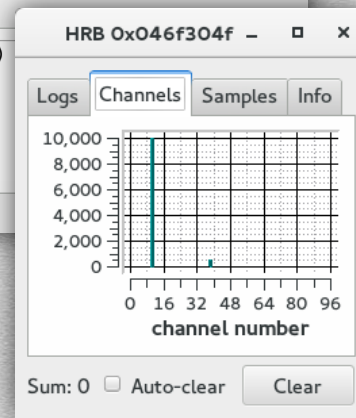 HRB 0x046f304f
Logs Channels Samples Info
10,000
8,000
6,000
4,000
2,000
0
0 16 32 48 64 80 96
channel number
Sum: 0 Auto-clear Clear